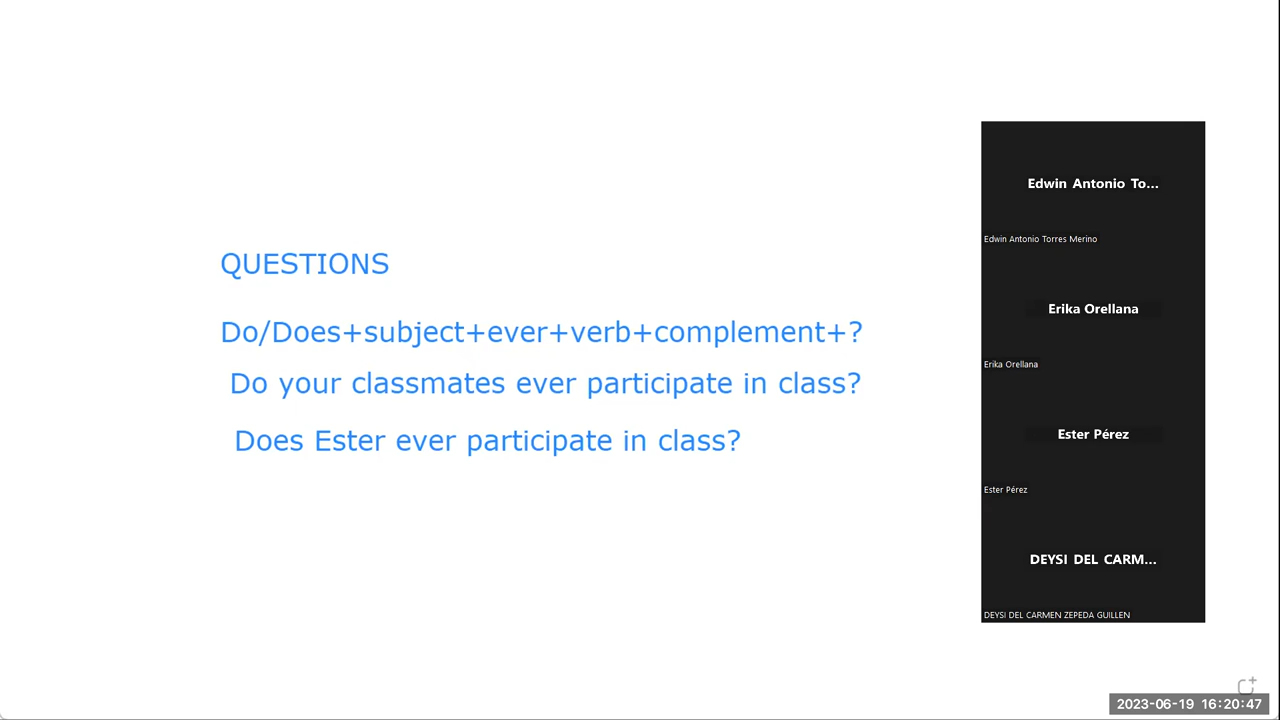 QUESTIONS
Do/Does+subject+ever+verb+complement+?
Do your classmates ever participate in class?
Does Ester ever participate in class?
Edwin Antonio To...
Edwin Antonio Torres Merino
Erika Orellana
Erika Orellana
Ester Pérez
Ester Pérez
DEYSI DEL CARM...
DEYSI DEL CARMEN ZEPEDA GUILLEN
2023-06-19 16:20:47